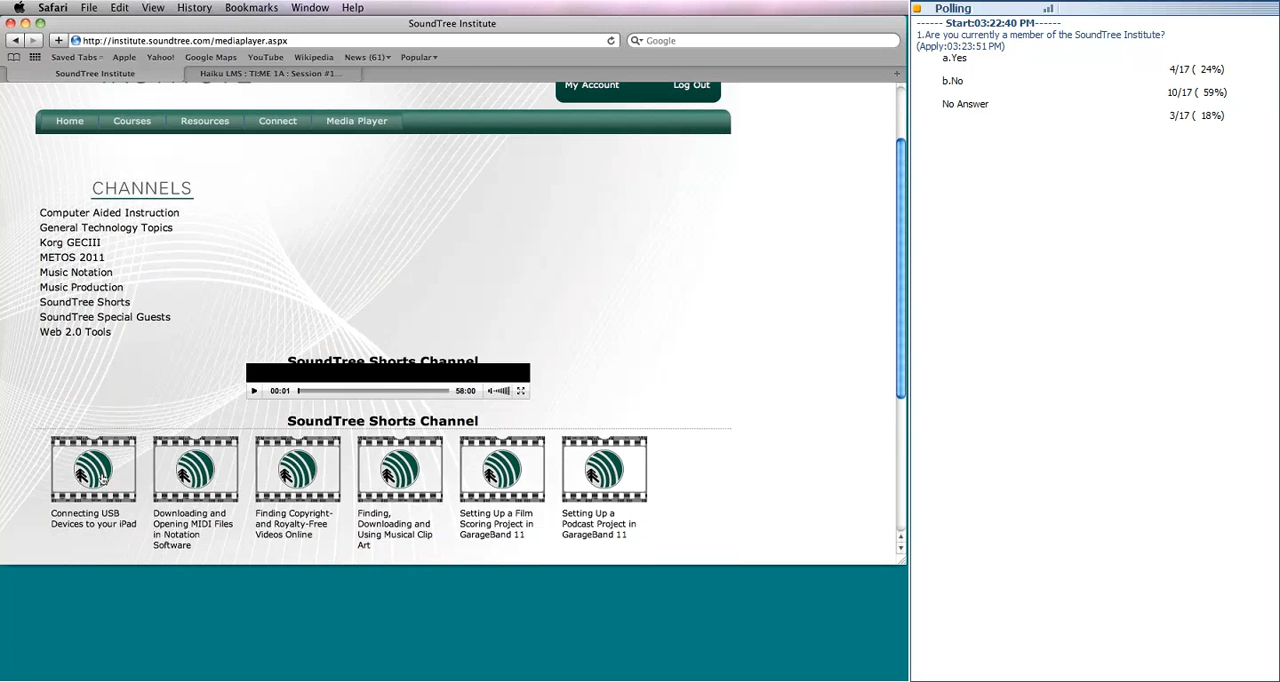 Safari File Edit View History Bookmarks Window Help
SoundTree Institute
http://institute.soundtree.com/mediaplayer.aspx
Google
Saved Tabs Apple Yahoo! Google Maps YouTube Wikipedia News (61) Popular
SoundTree Institute
Haiku LMS : TI:ME 1A : Session #1...
My Account Log Out
Home Courses Resources Connect Media Player
CHANNELS
Computer Aided Instruction
General Technology Topics
Korg GECIII
METOS 2011
Music Notation
Music Production
SoundTree Shorts
SoundTree Special Guests
Web 2.0 Tools
SoundTree Shorts Channel
00:01 58:00
SoundTree Shorts Channel
Connecting USB
Devices to your iPad
Downloading and
Opening MIDI Files
in Notation
Software
Finding Copyright-
and Royalty-Free
Videos Online
Finding,
Downloading and
Using Musical Clip
Art
Setting Up a Film
Scoring Project in
GarageBand 11
Setting Up a
Podcast Project in
GarageBand 11
Polling
------ Start:03:22:40 PM------
1.Are you currently a member of the SoundTree Institute?
(Apply:03:23:51 PM)
a.Yes
4/17 ( 24%)
b.No
10/17 ( 59%)
No Answer
3/17 ( 18%)